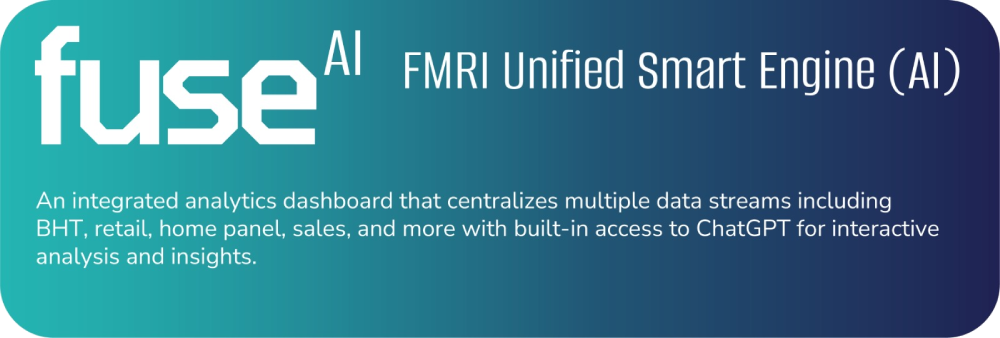 fuse AI FMRI Unified Smart Engine (AI)
An integrated analytics dashboard that centralizes multiple data streams including
BHT, retail, home panel, sales, and more with built-in access to ChatGPT for interactive
analysis and insights.